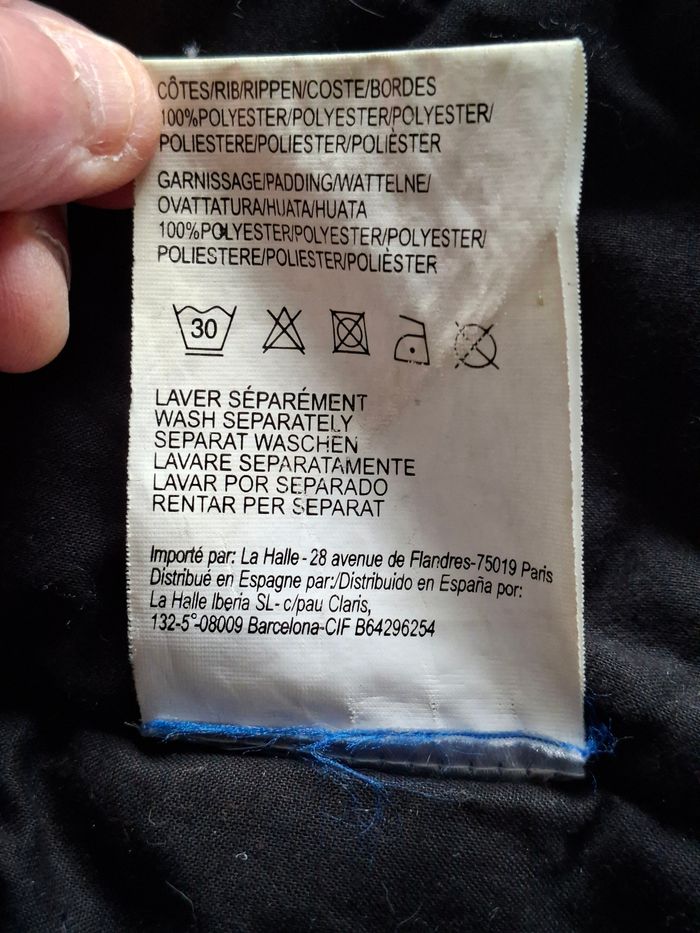 CÔTES/RIB/RIPPEN/COSTE/BORDES
100%POLYESTER/POLYESTER/POLYESTER/
POLIESTERE/POLIESTER/POLIÈSTER
GARNISSAGE/PADDING/WATTELNE/
OVATTATURA/HUATA/HUATA
100%POLYESTER/POLYESTER/POLYESTER/
POLIESTERE/POLIESTER/POLIÈSTER
30
LAVER SÉPARÉMENT
WASH SEPARATELY
SEPARAT WASCHEN
LAVARE SEPARATAMENTE
LAVAR POR SEPARADO
RENTAR PER SEPARAT
Importé par: La Halle - 28 avenue de Flandres-75019 Paris
Distribué en Espagne par:/Distribuido en España por:
La Halle Iberia SL- c/pau Claris,
132-5°-08009 Barcelona-CIF B64296254